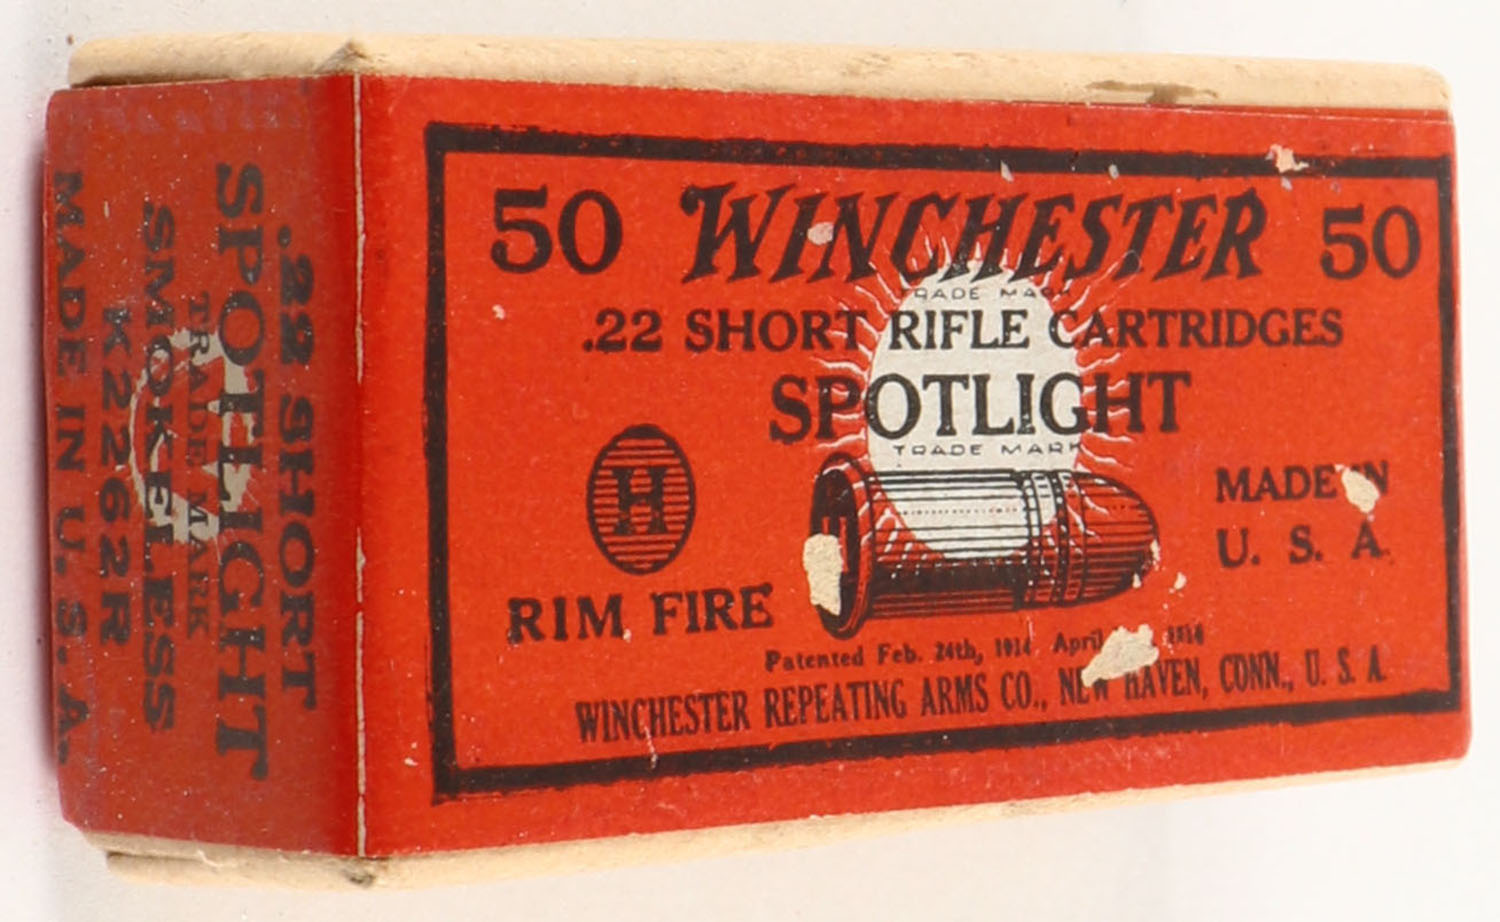 50 WINCHESTER 50
TRADE MARK
.22 SHORT RIFLE CARTRIDGES
SPOTLIGHT
TRADE MARK
H
MADE IN
U. S. A.
RIM FIRE
Patented Feb. 24th, 1914 April
WINCHESTER REPEATING ARMS CO., NEW HAVEN, CONN., U. S. A.
.22 SHORT
SPOTLIGHT
TRADE MARK
SMOKELESS
K2262R
MADE IN U. S. A.